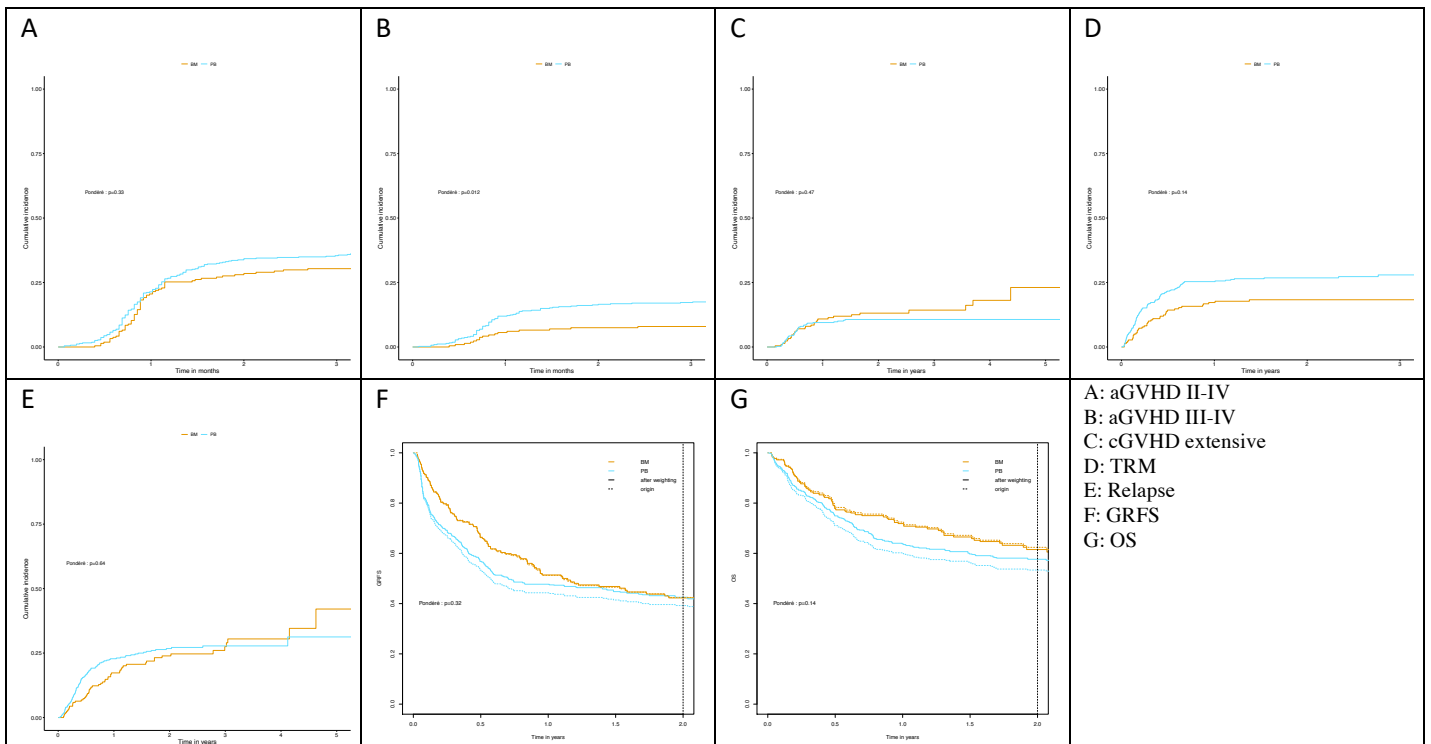 A
BM PB
1.00
0.75
Pondéré : p=0.33
0.50
0.25
0.00
Cumulative incidence
0 1 2 3
Time in months
B
BM PB
1.00
0.75
Pondéré : p=0.012
0.50
0.25
0.00
Cumulative incidence
0 1 2 3
Time in months
C
BM PB
1.00
0.75
Pondéré : p=0.47
0.50
0.25
0.00
Cumulative incidence
0 1 2 3 4 5
Time in years
D
BM PB
1.00
0.75
Pondéré : p=0.14
0.50
0.25
0.00
Cumulative incidence
0 1 2 3
Time in years
E
BM PB
1.00
0.75
Pondéré : p=0.64
0.50
0.25
0.00
Cumulative incidence
0 1 2 3 4 5
Time in years
F
BM
PB
after weighting
origin
1.0
0.8
0.6
0.4
0.2
0.0
GRFS
Pondéré : p=0.32
0.0 0.5 1.0 1.5 2.0
Time in years
G
BM
PB
after weighting
origin
1.0
0.8
0.6
0.4
0.2
0.0
OS
Pondéré : p=0.14
0.0 0.5 1.0 1.5 2.0
Time in years
A: aGVHD II-IV
B: aGVHD III-IV
C: cGVHD extensive
D: TRM
E: Relapse
F: GRFS
G: OS